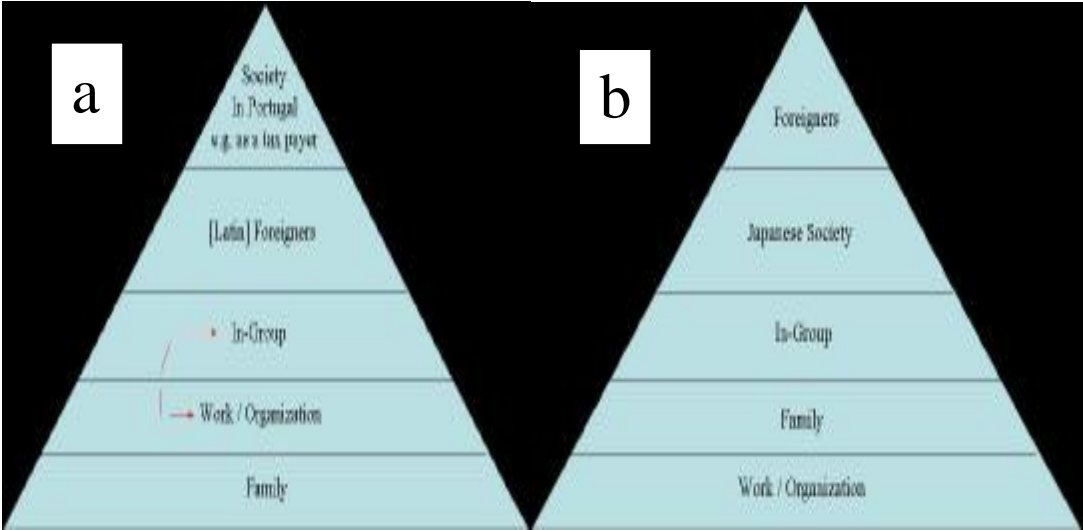 a
Society
In Portugal
e.g. as a tax payer
[Latin] Foreigners
In-Group
Work / Organization
Family
b
Foreigners
Japanese Society
In-Group
Family
Work / Organization